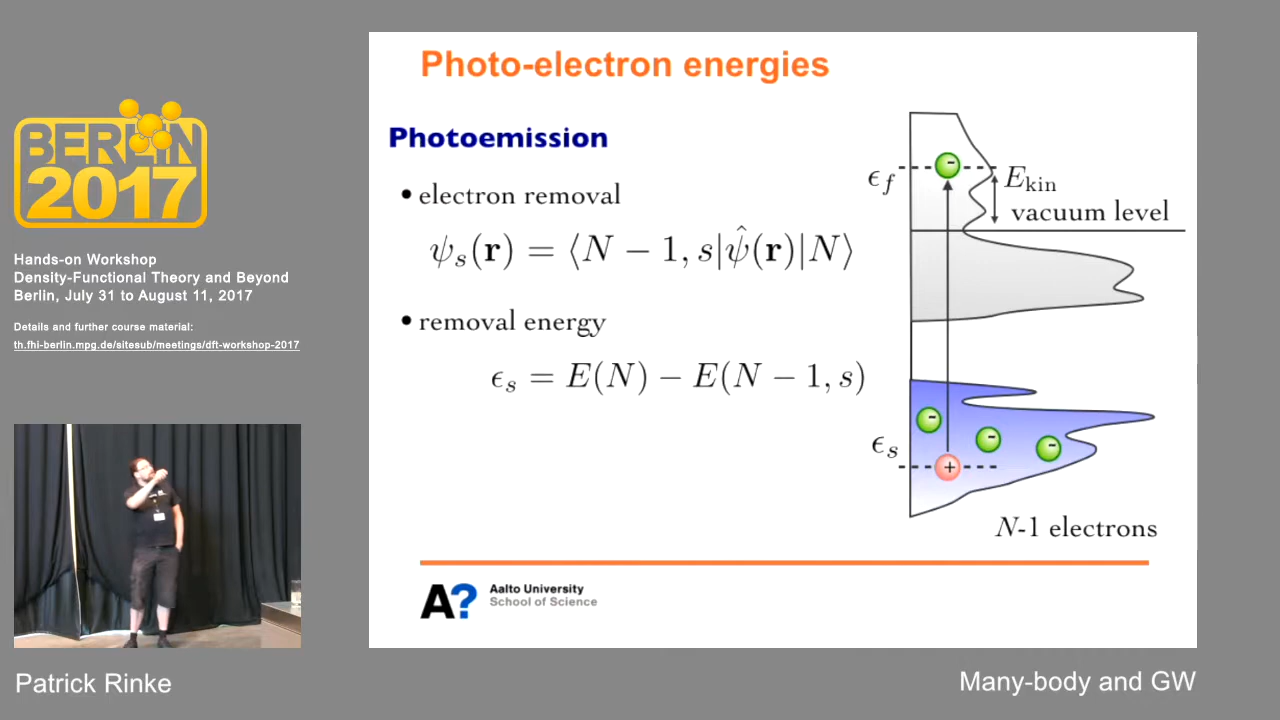 BERLIN
2017
Hands-on Workshop
Density-Functional Theory and Beyond
Berlin, July 31 to August 11, 2017
Details and further course material:
th.fhi-berlin.mpg.de/sitesub/meetings/dft-workshop-2017
Patrick Rinke
Photo-electron energies
Photoemission
• electron removal
ψₛ(𝐫) = ⟨N − 1, s|ψ̂(𝐫)|N⟩
• removal energy
ϵₛ = E(N) − E(N − 1, s)
ϵ_f
-
E_kin
vacuum level
ϵₛ
- - -
+
N-1 electrons
A?
Aalto University
School of Science
Many-body and GW